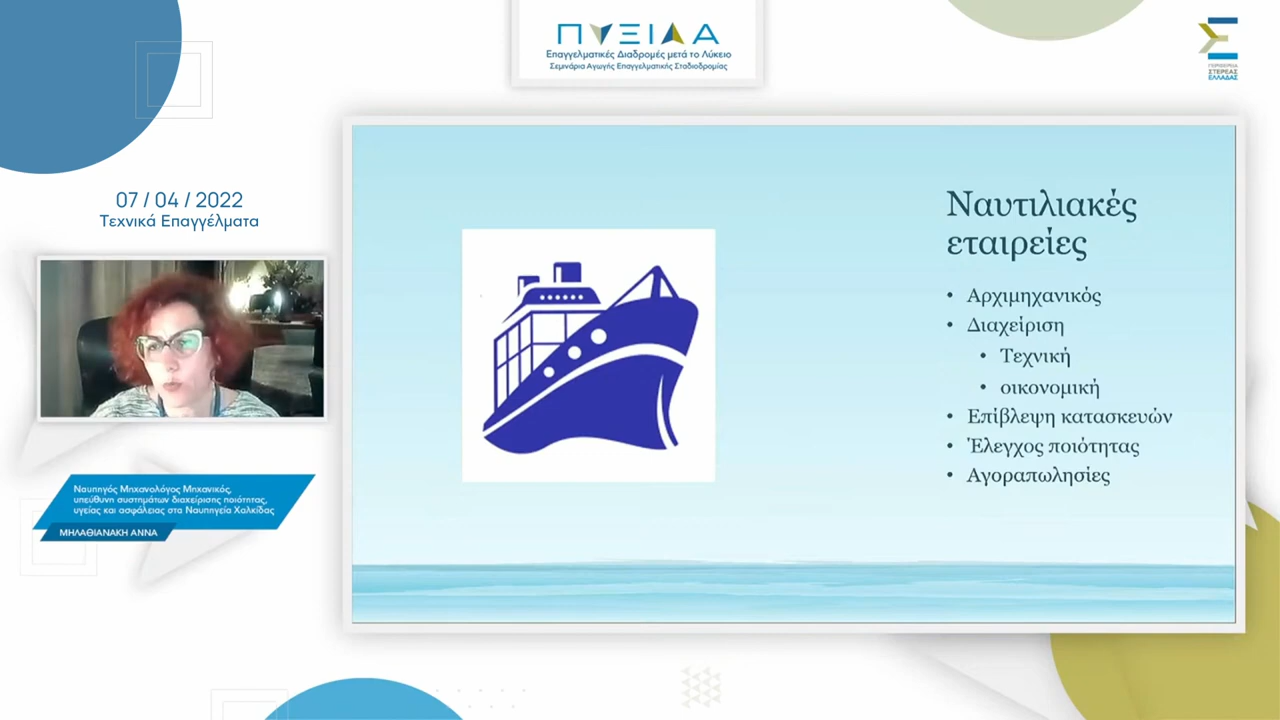 ΠΥΞΙΔΑ
Επαγγελματικές Διαδρομές μετά το Λύκειο
Σεμινάρια Αγωγής Επαγγελματικής Σταδιοδρομίας
ΠΕΡΙΦΕΡΕΙΑ
ΣΤΕΡΕΑΣ
ΕΛΛΑΔΑΣ
07 / 04 / 2022
Τεχνικά Επαγγέλματα
Ναυπηγός Μηχανολόγος Μηχανικός,
υπεύθυνη συστημάτων διαχείρισης ποιότητας,
υγείας και ασφάλειας στα Ναυπηγεία Χαλκίδας
ΜΗΛΑΘΙΑΝΑΚΗ ΑΝΝΑ
Ναυτιλιακές
εταιρείες
• Αρχιμηχανικός
• Διαχείριση
• Τεχνική
• οικονομική
• Επίβλεψη κατασκευών
• Έλεγχος ποιότητας
• Αγοραπωλησίες